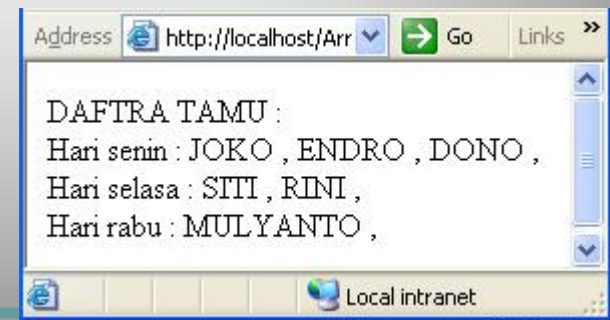 Address http://localhost/Arr Go Links »
DAFTRA TAMU :
Hari senin : JOKO , ENDRO , DONO ,
Hari selasa : SITI , RINI ,
Hari rabu : MULYANTO ,
Local intranet